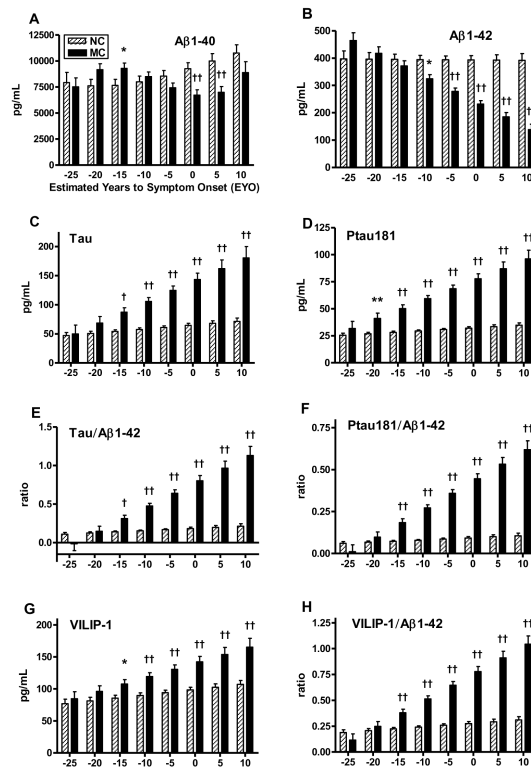 A
Aβ1-40
NC
MC
pg/mL
12500
10000
7500
5000
2500
0
*
††
††
-25 -20 -15 -10 -5 0 5 10
Estimated Years to Symptom Onset (EYO)
B
Aβ1-42
pg/mL
600
500
400
300
200
100
0
*
††
††
††
-25 -20 -15 -10 -5 0 5 10
C
Tau
pg/mL
200
150
100
50
0
†
††
††
††
††
††
-25 -20 -15 -10 -5 0 5 10
D
Ptau181
pg/mL
125
100
75
50
25
0
**
††
††
††
††
††
-25 -20 -15 -10 -5 0 5 10
E
Tau/Aβ1-42
ratio
1.5
1.0
0.5
0.0
†
††
††
††
††
††
-25 -20 -15 -10 -5 0 5 10
F
Ptau181/Aβ1-42
ratio
0.75
0.50
0.25
0.00
††
††
††
††
††
††
-25 -20 -15 -10 -5 0 5 10
G
VILIP-1
pg/mL
200
150
100
50
0
*
††
††
††
††
††
-25 -20 -15 -10 -5 0 5 10
H
VILIP-1/Aβ1-42
ratio
1.25
1.00
0.75
0.50
0.25
0.00
††
††
††
††
††
††
-25 -20 -15 -10 -5 0 5 10